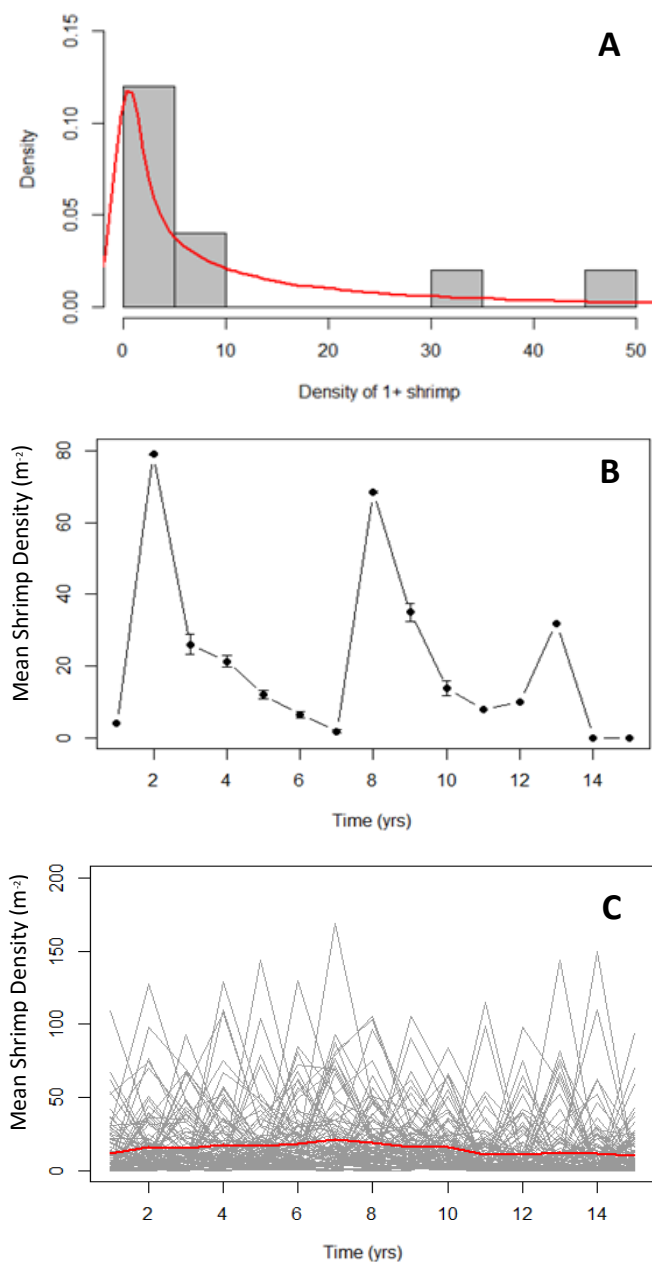 A
Density
0.15
0.10
0.05
0.00
0 10 20 30 40 50
Density of 1+ shrimp
B
Mean Shrimp Density (m-2)
80
60
40
20
0
2 4 6 8 10 12 14
Time (yrs)
C
Mean Shrimp Density (m-2)
200
150
100
50
0
2 4 6 8 10 12 14
Time (yrs)